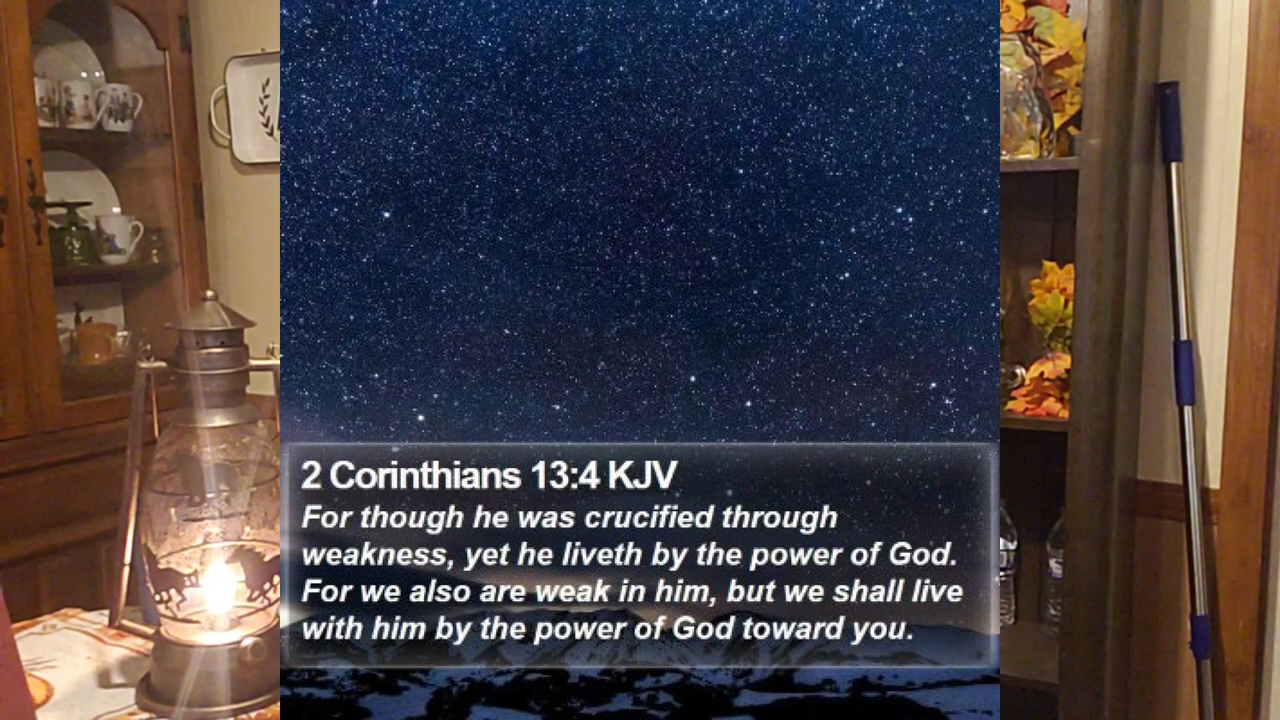 2 Corinthians 13:4 KJV
For though he was crucified through
weakness, yet he liveth by the power of God.
For we also are weak in him, but we shall live
with him by the power of God toward you.